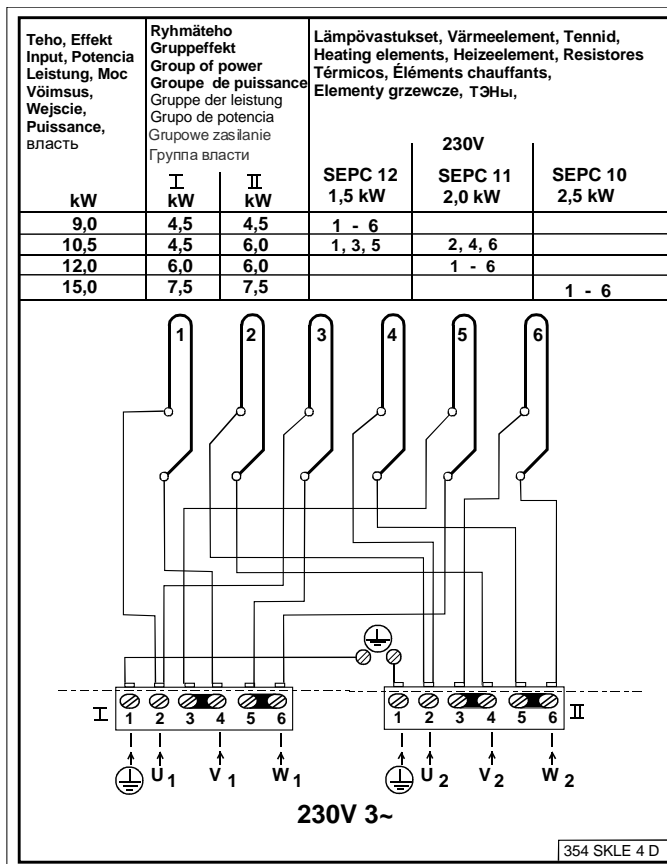 Teho, Effekt
Input, Potencia
Leistung, Moc
Vöimsus,
Wejscie,
Puissance,
власть
kW
Ryhmäteho
Gruppeffekt
Group of power
Groupe de puissance
Gruppe der leistung
Grupo de potencia
Grupowe zasilanie
Группа власти
I II
kW kW
Lämpövastukset, Värmeelement, Tennid,
Heating elements, Heizeelement, Resistores
Térmicos, Éléments chauffants,
Elementy grzewcze, ТЭНы,
230V
SEPC 12 SEPC 11 SEPC 10
1,5 kW 2,0 kW 2,5 kW
9,0 4,5 4,5 1 - 6
10,5 4,5 6,0 1, 3, 5 2, 4, 6
12,0 6,0 6,0 1 - 6
15,0 7,5 7,5 1 - 6
1 2 3 4 5 6
I 1 2 3 4 5 6
1 2 3 4 5 6 II
U1 V1 W1 U2 V2 W2
230V 3~
354 SKLE 4 D